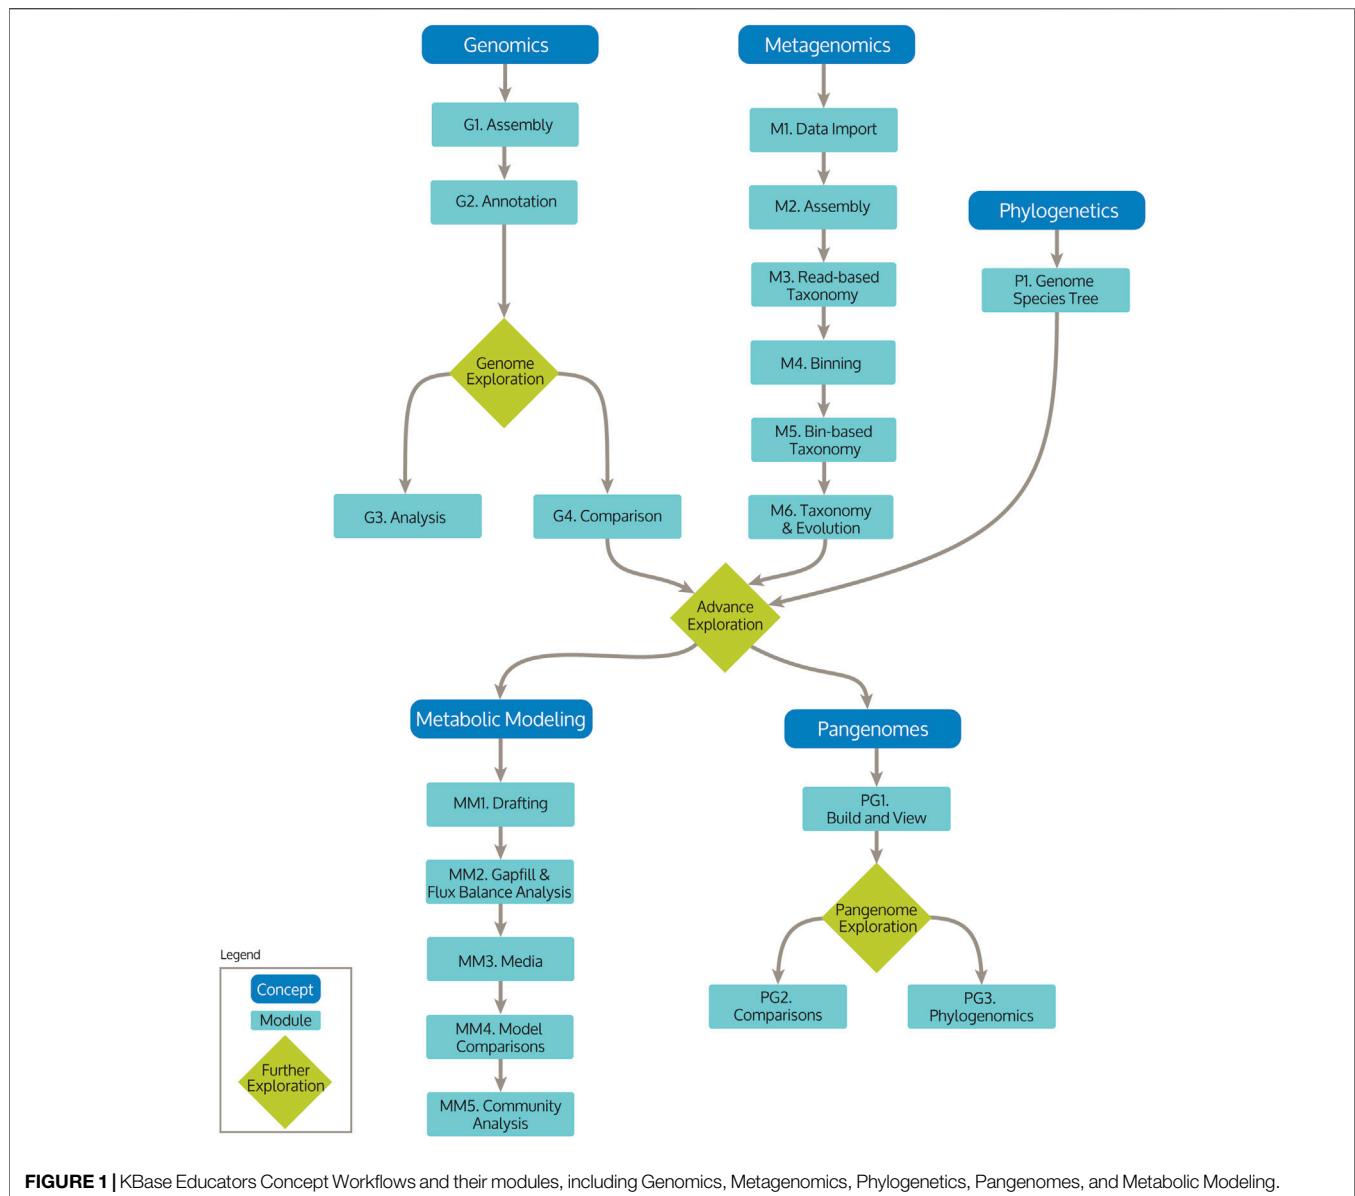 Genomics
G1. Assembly
G2. Annotation
Genome
Exploration
G3. Analysis
G4. Comparison
Metagenomics
M1. Data Import
M2. Assembly
M3. Read-based
Taxonomy
M4. Binning
M5. Bin-based
Taxonomy
M6. Taxonomy
& Evolution
Phylogenetics
P1. Genome
Species Tree
Advance
Exploration
Metabolic Modeling
MM1. Drafting
MM2. Gapfill &
Flux Balance Analysis
MM3. Media
MM4. Model
Comparisons
MM5. Community
Analysis
Pangenomes
PG1.
Build and View
Pangenome
Exploration
PG2.
Comparisons
PG3.
Phylogenomics
Legend
Concept
Module
Further
Exploration
FIGURE 1 | KBase Educators Concept Workflows and their modules, including Genomics, Metagenomics, Phylogenetics, Pangenomes, and Metabolic Modeling.